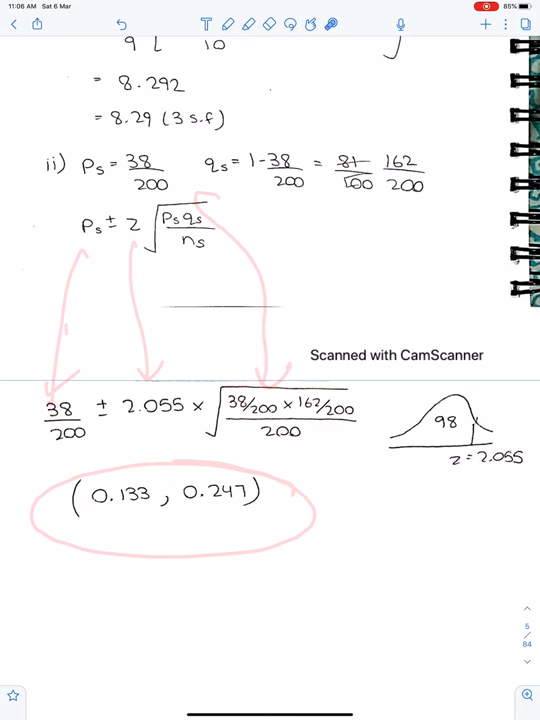 11:06 AM Sat 6 Mar 85%
9 10
= 8.292
= 8.29 (3 s.f)
ii) Ps = 38/200 qs = 1-38/200 = 81/100 162/200
Ps ± z √(Ps qs/ns)
Scanned with CamScanner
38/200 ± 2.055 × √((38/200 × 162/200)/200)
98
z = 2.055
(0.133, 0.247)
5
/
84